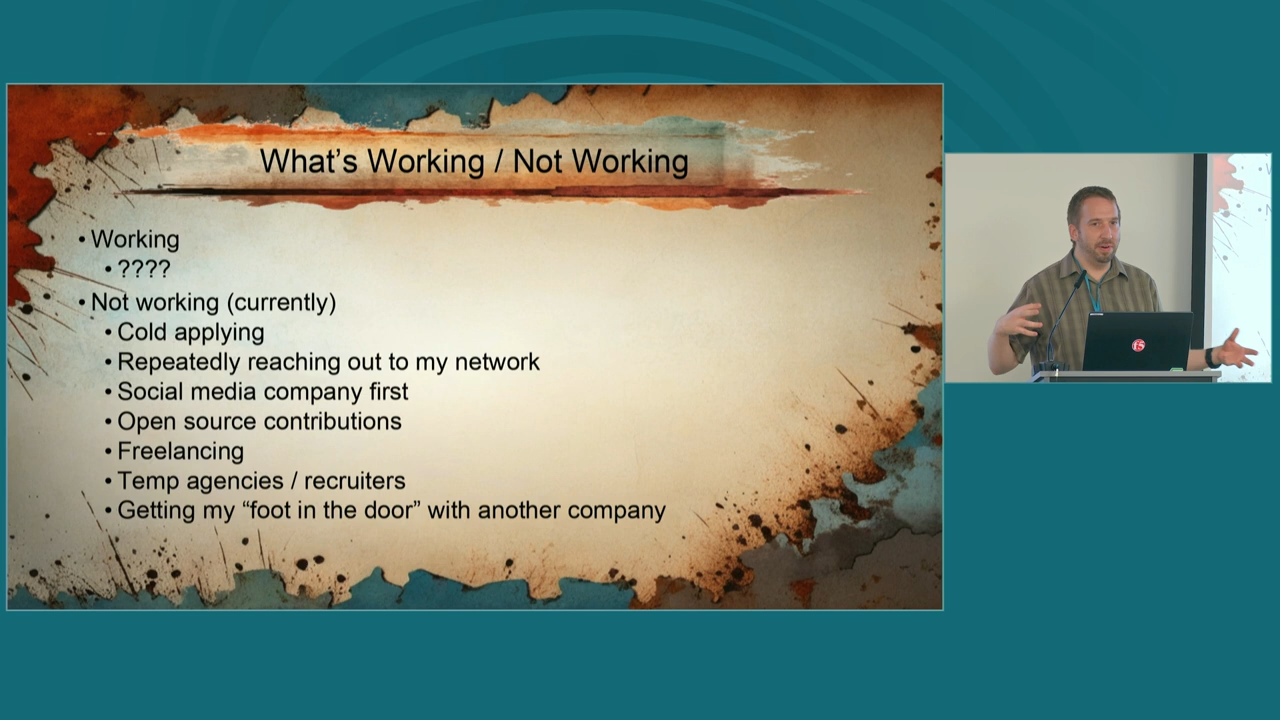 What’s Working / Not Working
• Working
• ????
• Not working (currently)
• Cold applying
• Repeatedly reaching out to my network
• Social media company first
• Open source contributions
• Freelancing
• Temp agencies / recruiters
• Getting my “foot in the door” with another company
f5